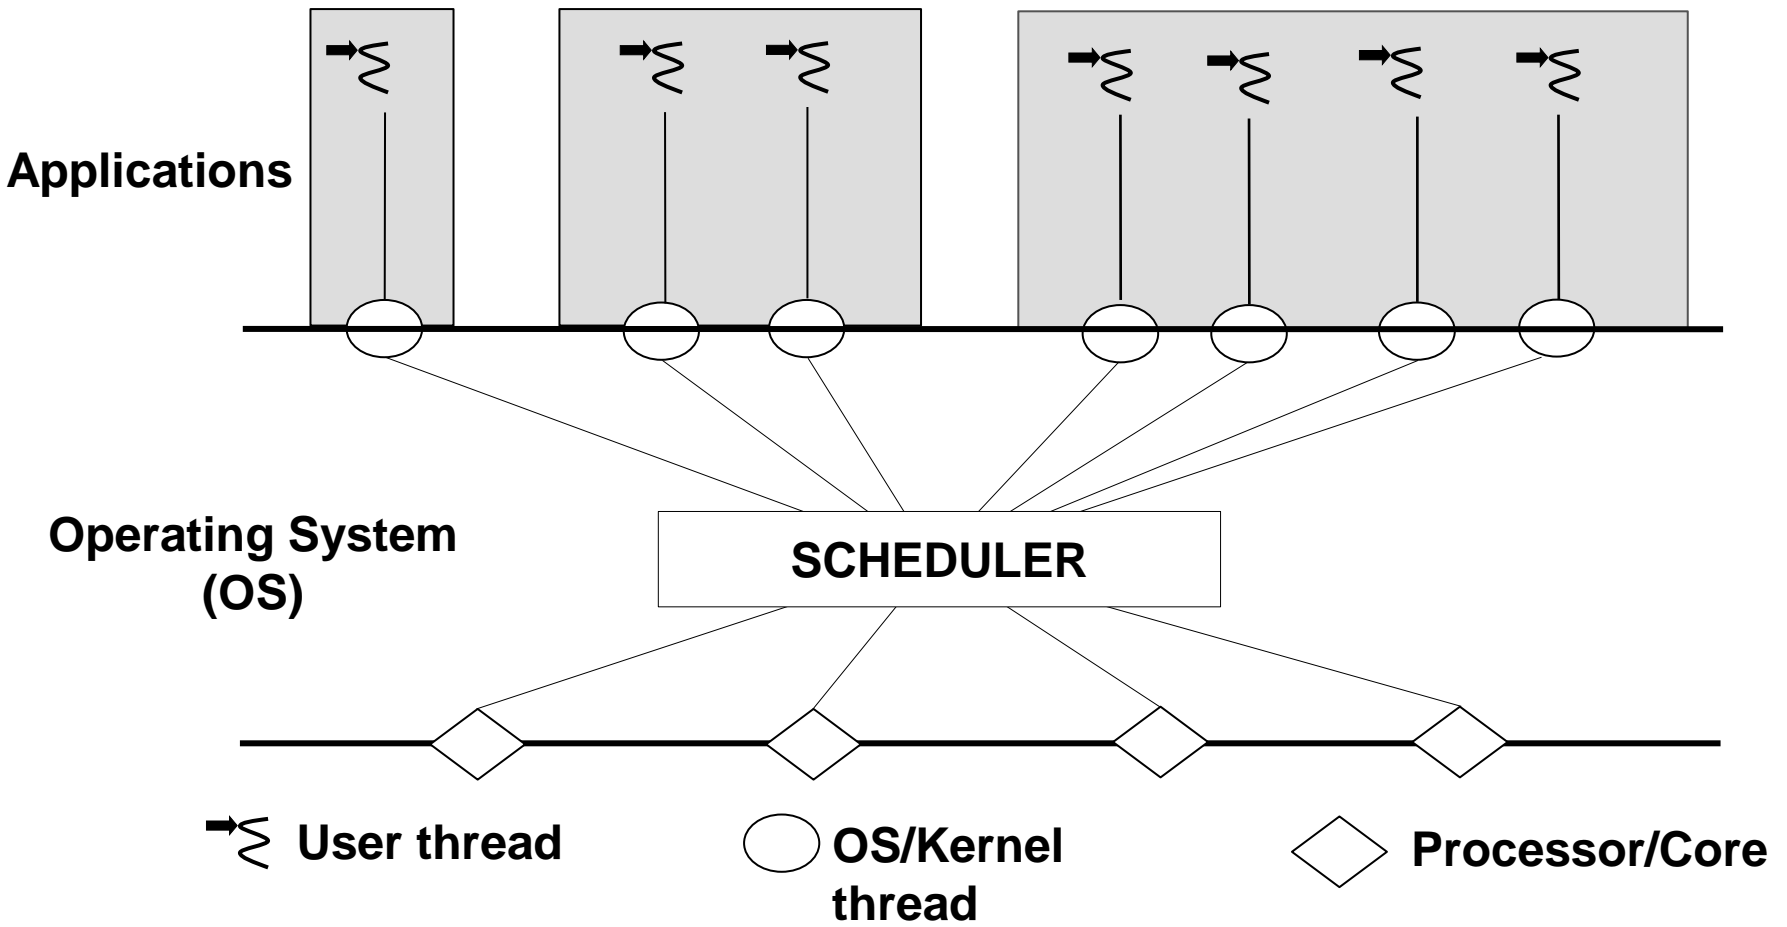 Applications
Operating System
(OS)
SCHEDULER
User thread
OS/Kernel
thread
Processor/Core